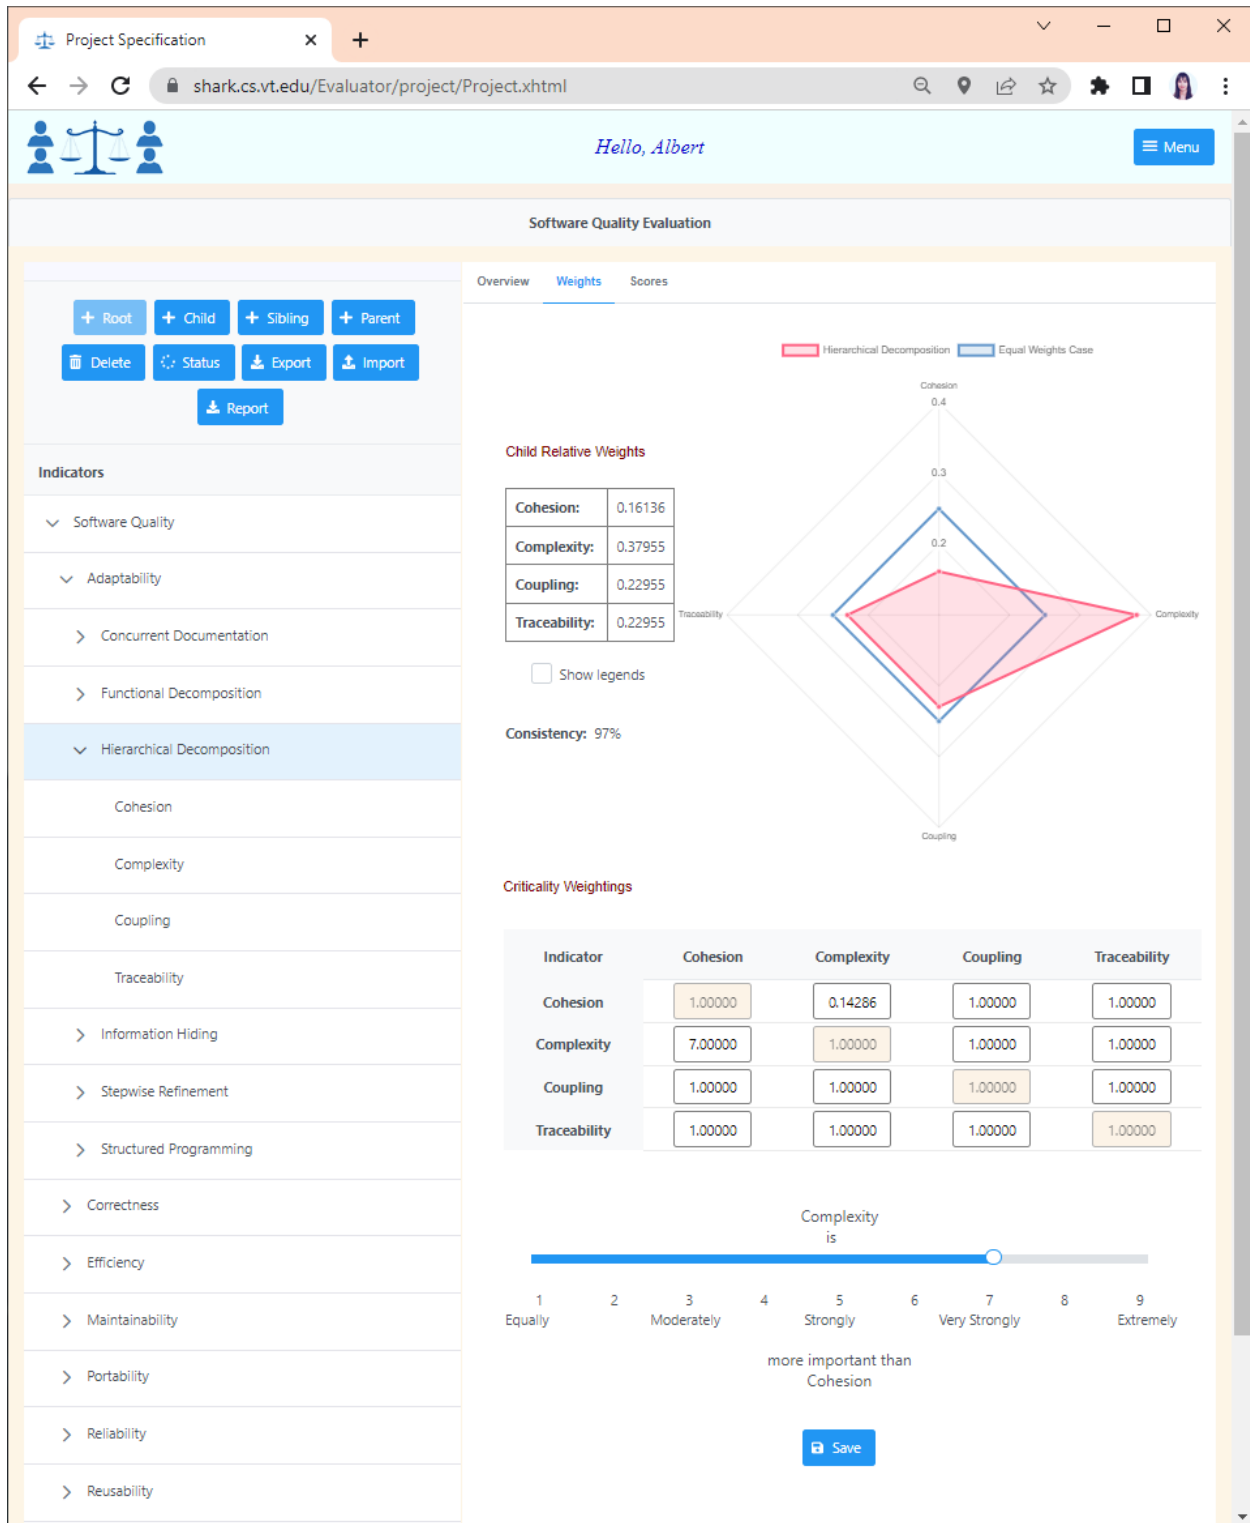 Project Specification
shark.cs.vt.edu/Evaluator/project/Project.xhtml
Hello, Albert
Menu
Software Quality Evaluation
Root Child Sibling Parent
Delete Status Export Import
Report
Indicators
Software Quality
Adaptability
Concurrent Documentation
Functional Decomposition
Hierarchical Decomposition
Cohesion
Complexity
Coupling
Traceability
Information Hiding
Stepwise Refinement
Structured Programming
Correctness
Efficiency
Maintainability
Portability
Reliability
Reusability
Overview Weights Scores
Hierarchical Decomposition Equal Weights Case
Cohesion
0.4
0.3
0.2
Traceability
Complexity
Coupling
Child Relative Weights
Cohesion: 0.16136
Complexity: 0.37955
Coupling: 0.22955
Traceability: 0.22955
Show legends
Consistency: 97%
Criticality Weightings
Indicator Cohesion Complexity Coupling Traceability
Cohesion 1.00000 0.14286 1.00000 1.00000
Complexity 7.00000 1.00000 1.00000 1.00000
Coupling 1.00000 1.00000 1.00000 1.00000
Traceability 1.00000 1.00000 1.00000 1.00000
Complexity
is
1 2 3 4 5 6 7 8 9
Equally Moderately Strongly Very Strongly Extremely
more important than
Cohesion
Save